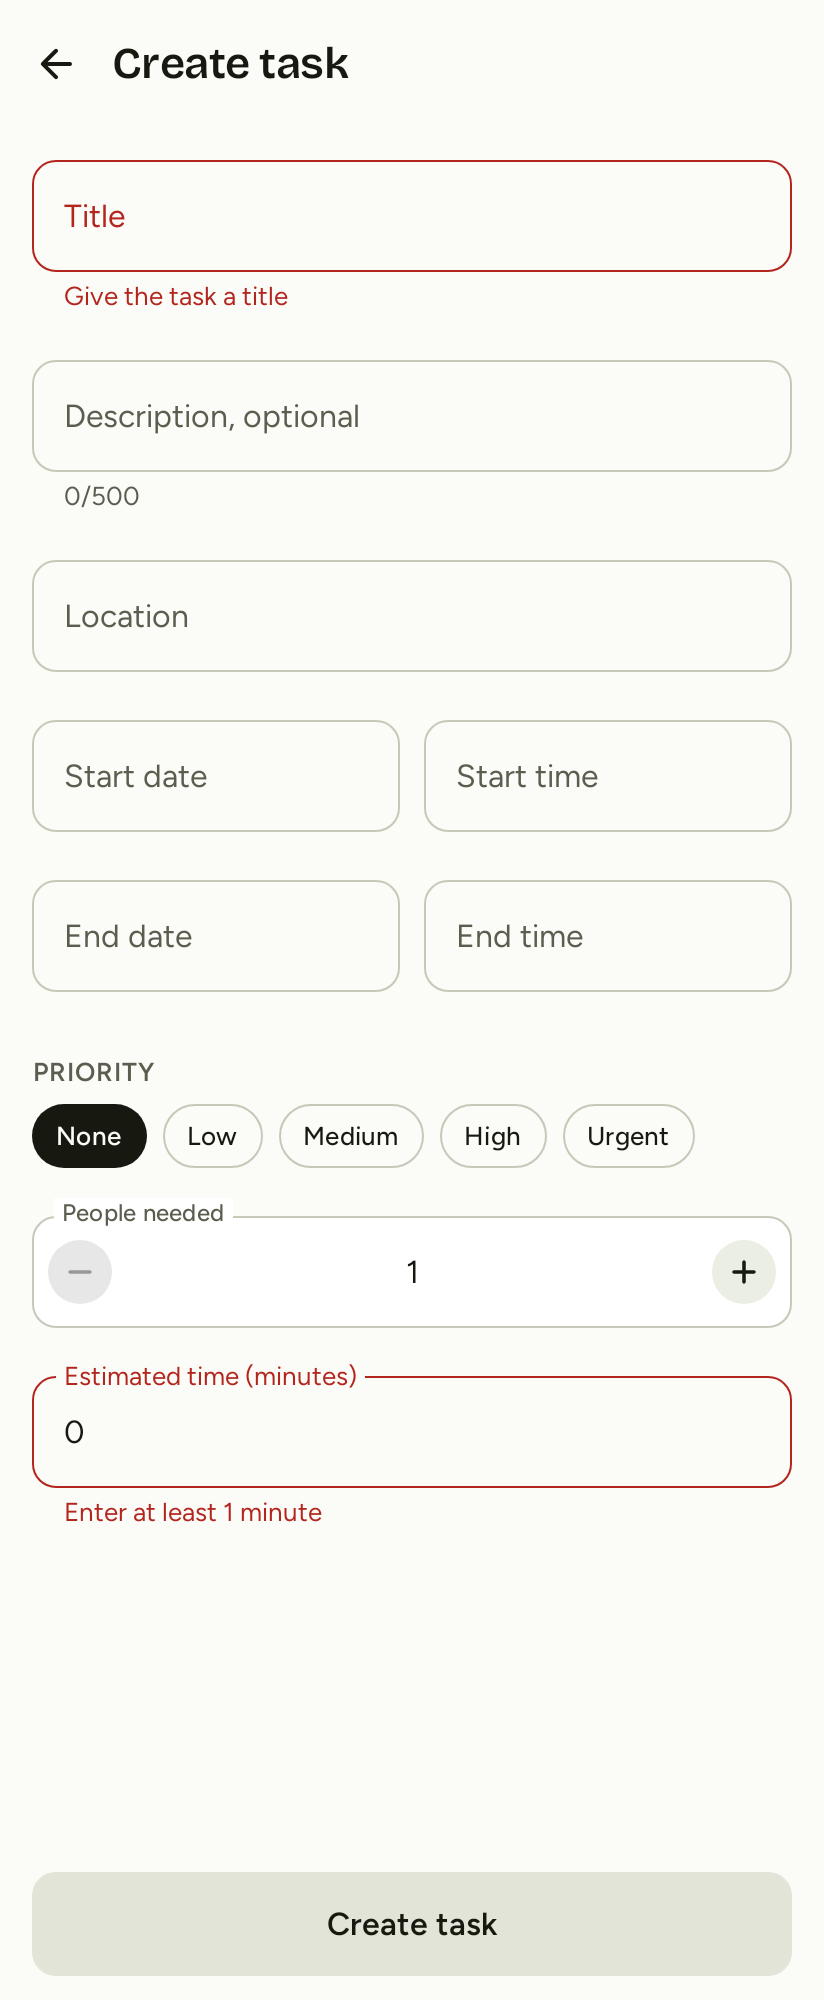 Create task
Title
Give the task a title
Description, optional
0/500
Location
Start date
Start time
End date
End time
PRIORITY
None
Low
Medium
High
Urgent
People needed
1
Estimated time (minutes)
0
Enter at least 1 minute
Create task